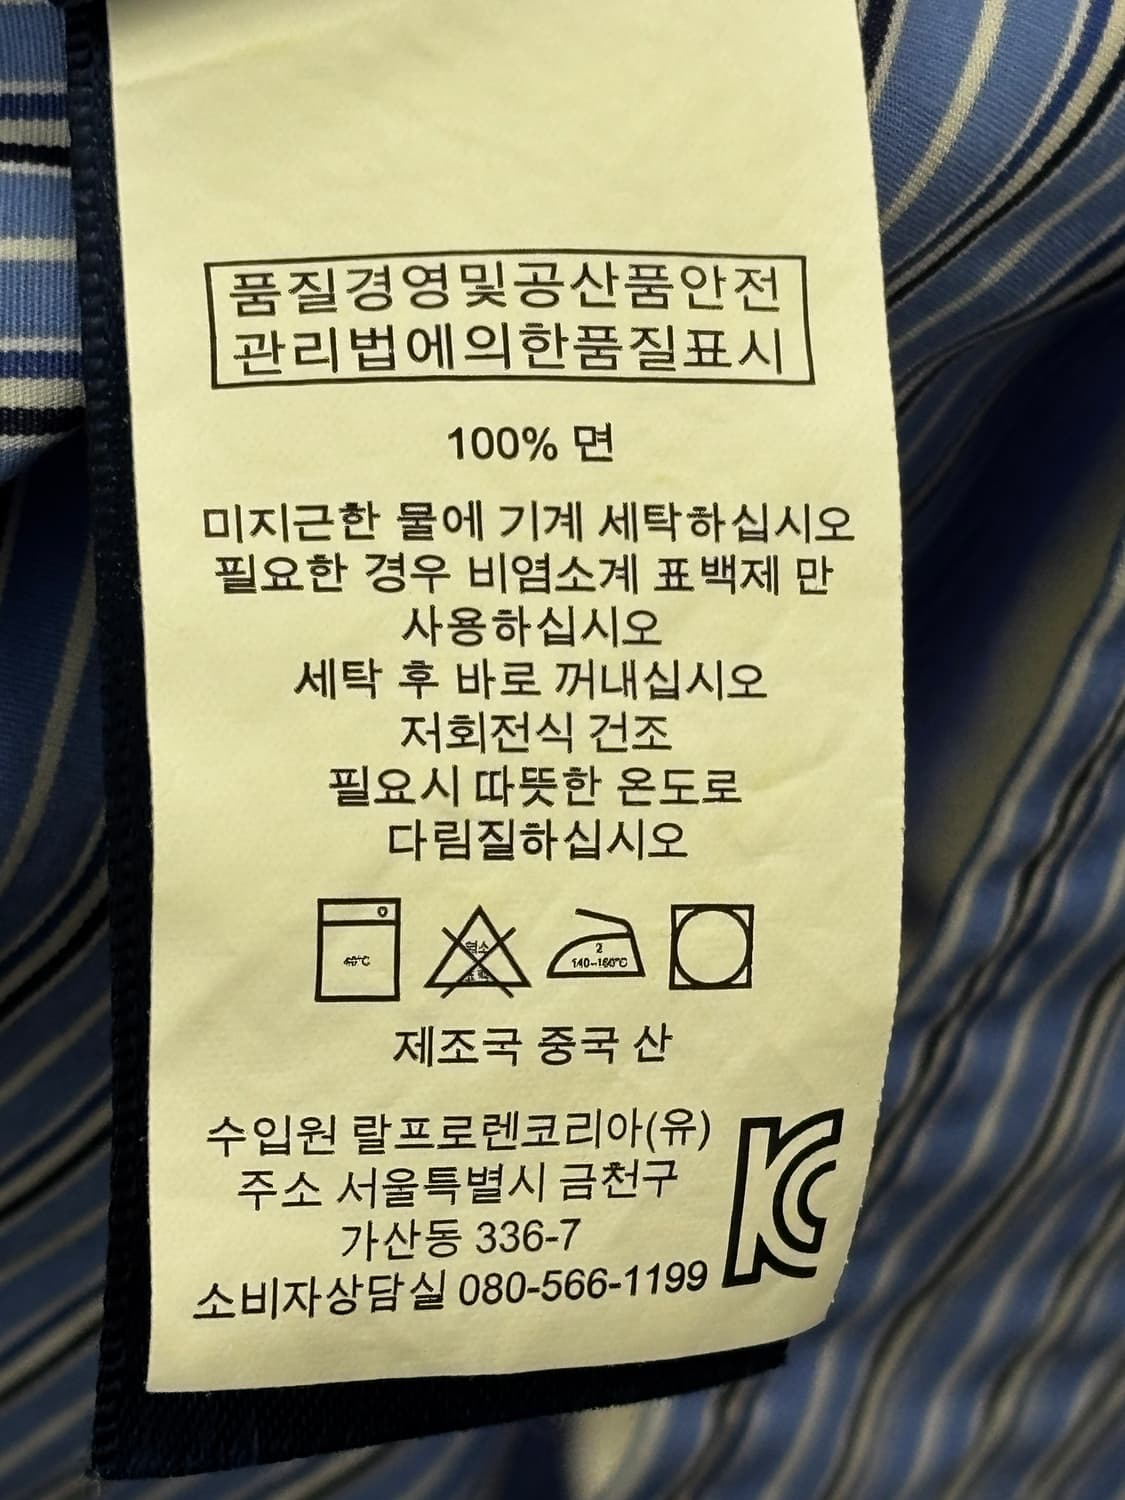 품질경영및공산품안전
관리법에의한품질표시
100% 면
미지근한 물에 기계 세탁하십시오
필요한 경우 비염소계 표백제 만
사용하십시오
세탁 후 바로 꺼내십시오
저회전식 건조
필요시 따뜻한 온도로
다림질하십시오
40℃
염소
표백
2
140~160℃
제조국 중국 산
수입원 랄프로렌코리아(유)
주소 서울특별시 금천구
가산동 336-7
소비자상담실 080-566-1199
KC